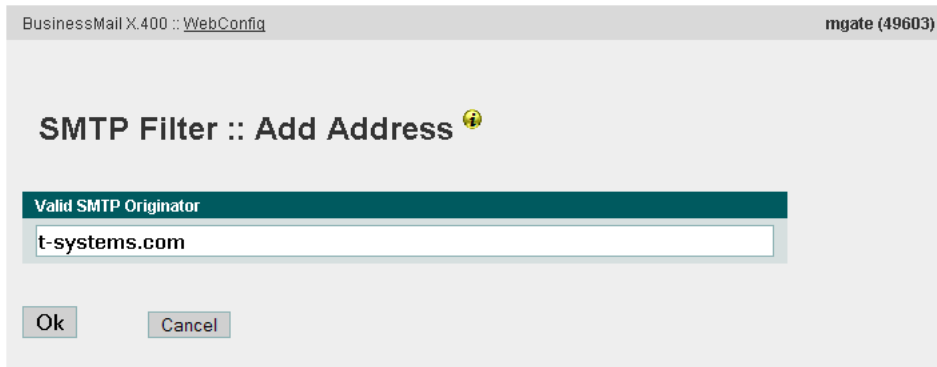 BusinessMail X.400 :: WebConfig mgate (49603)
SMTP Filter :: Add Address
Valid SMTP Originator
t-systems.com
Ok Cancel